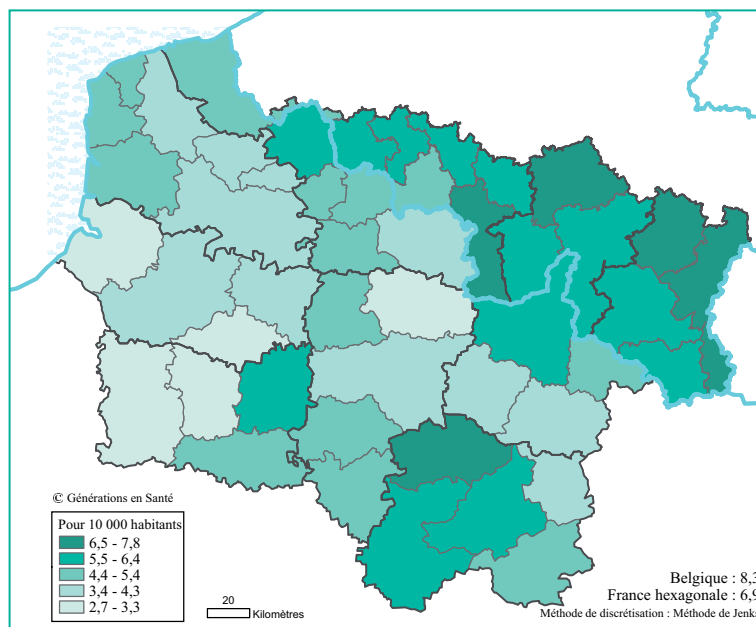 © Générations en Santé
Pour 10 000 habitants
6,5 - 7,8
5,5 - 6,4
4,4 - 5,4
3,4 - 4,3
2,7 - 3,3
20
Kilomètres
Belgique : 8,3
France hexagonale : 6,9
Méthode de discrétisation : Méthode de Jenk